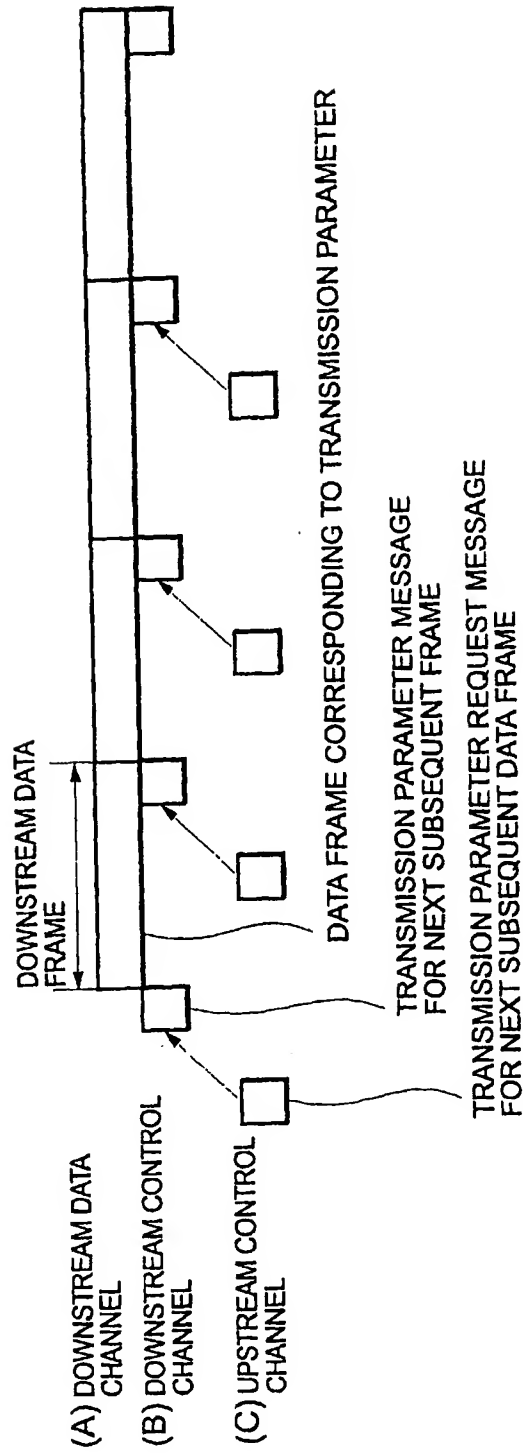 DOWNSTREAM DATA
FRAME
(A) DOWNSTREAM DATA
CHANNEL
(B) DOWNSTREAM CONTROL
CHANNEL
(C) UPSTREAM CONTROL
CHANNEL
DATA FRAME CORRESPONDING TO TRANSMISSION PARAMETER
TRANSMISSION PARAMETER MESSAGE
FOR NEXT SUBSEQUENT FRAME
TRANSMISSION PARAMETER REQUEST MESSAGE
FOR NEXT SUBSEQUENT DATA FRAME